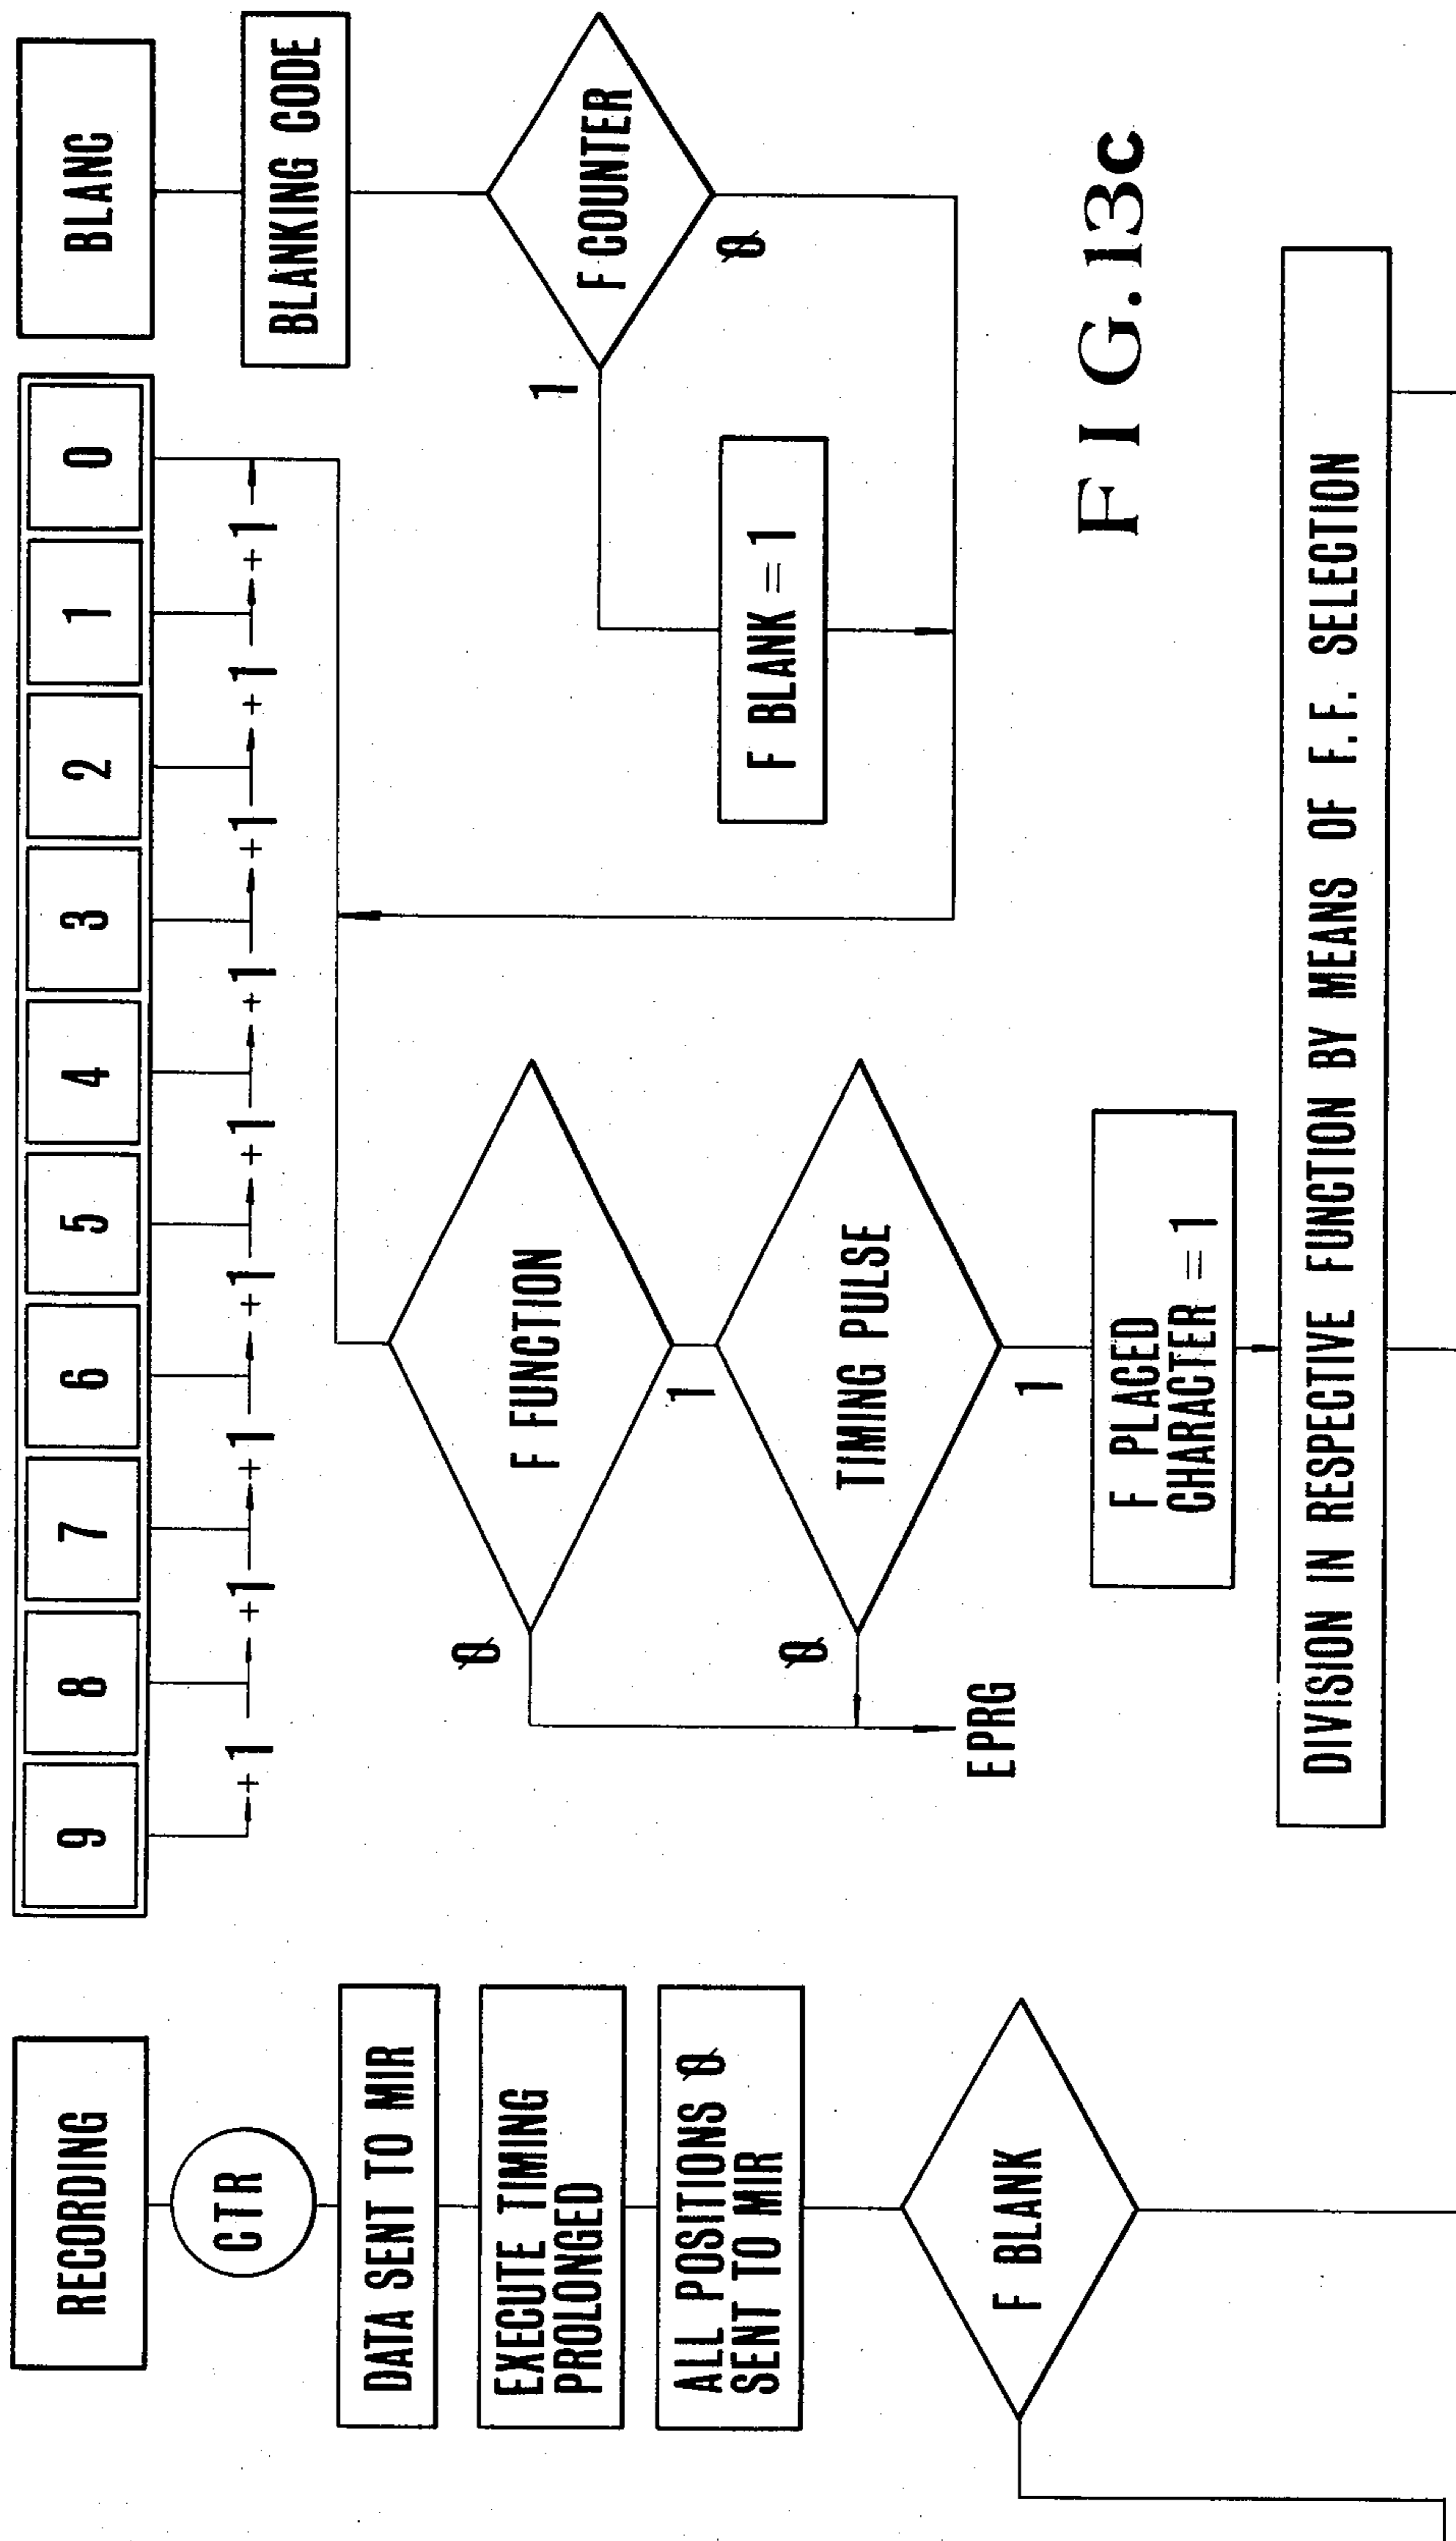 RECORDING
CTR
DATA SENT TO MIR
EXECUTE TIMING
PROLONGED
ALL POSITIONS 0
SENT TO MIR
F BLANK
9 8 7 6 5 4 3 2 1 0
+1 +1 +1 +1 +1 +1 +1 +1 +1
F FUNCTION
0
1
TIMING PULSE
0
1
EPRG
F PLACED
CHARACTER = 1
DIVISION IN RESPECTIVE FUNCTION BY MEANS OF F.F. SELECTION
BLANC
BLANKING CODE
F COUNTER
1
0
F BLANK = 1
FIG.13c